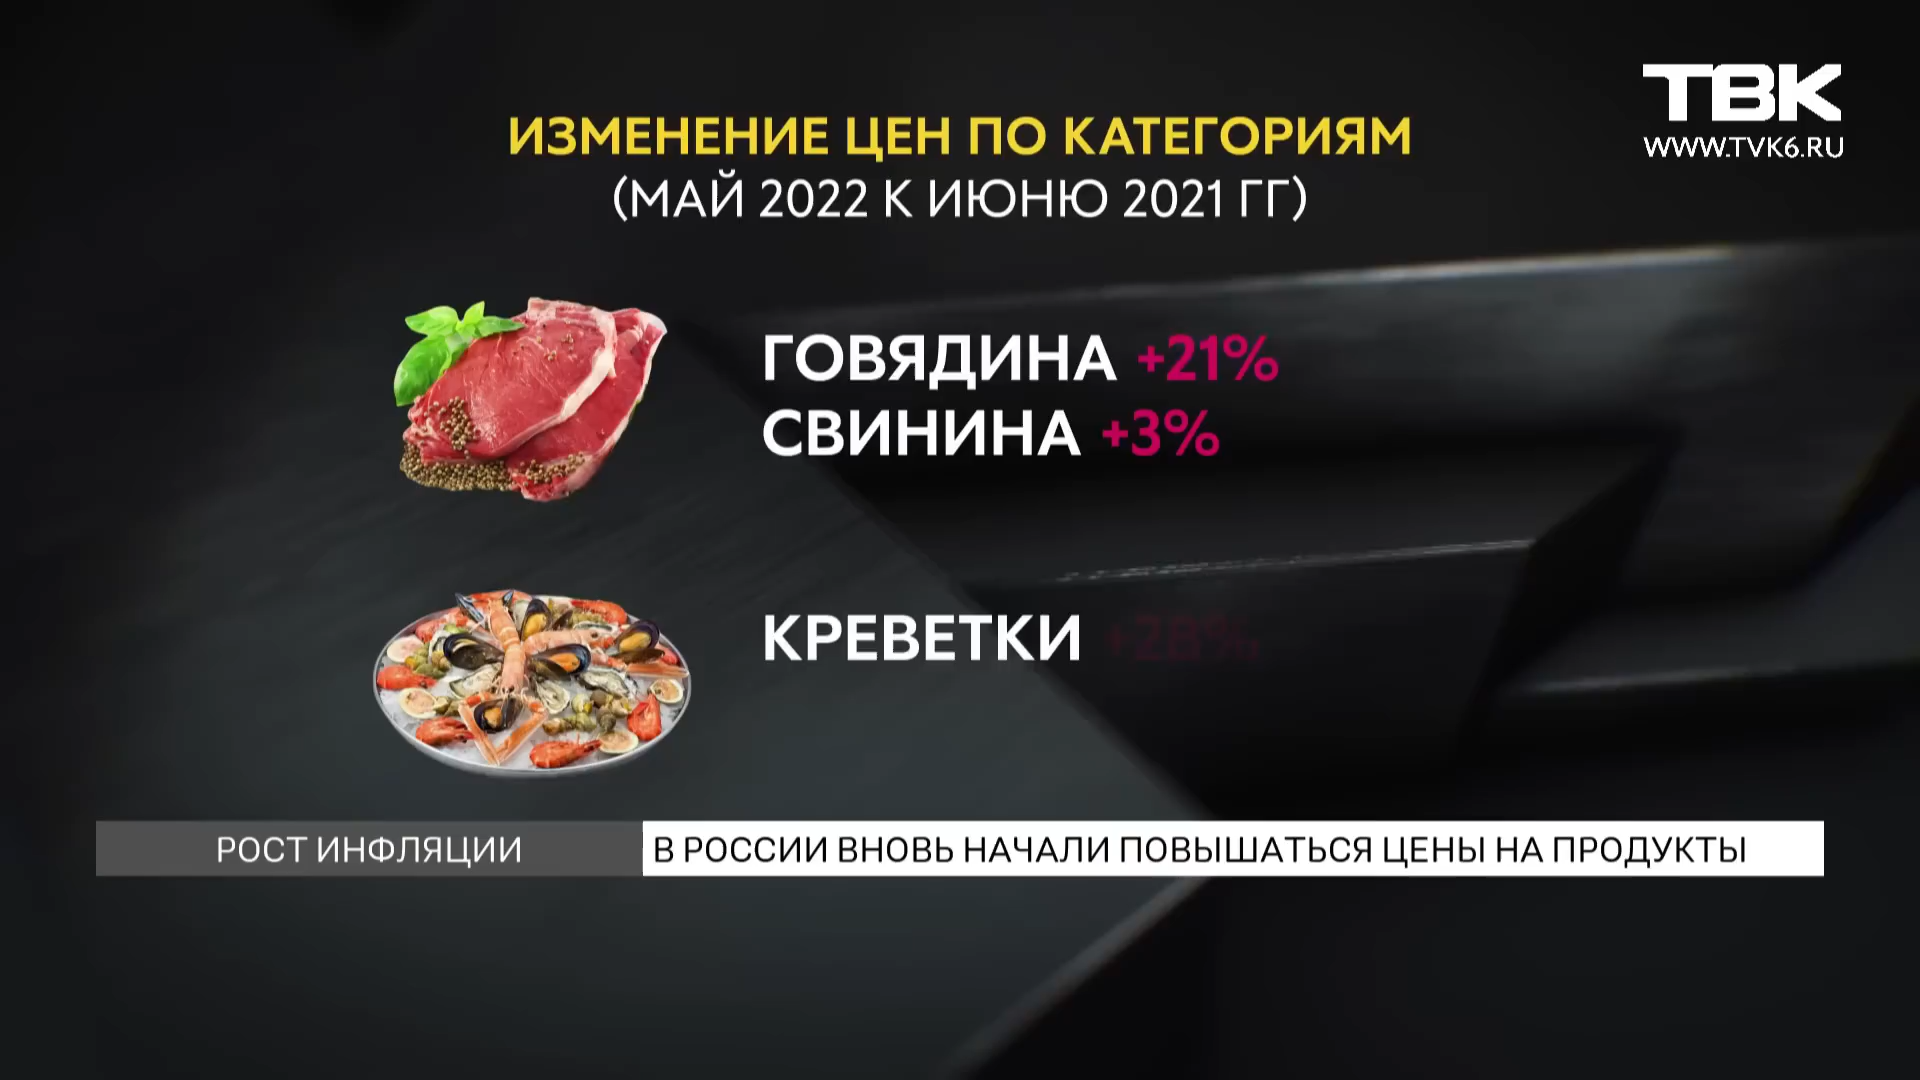 ТВК
WWW.TVK6.RU
ИЗМЕНЕНИЕ ЦЕН ПО КАТЕГОРИЯМ
(МАЙ 2022 К ИЮНЮ 2021 ГГ)
ГОВЯДИНА +21%
СВИНИНА +3%
КРЕВЕТКИ +28%
РОСТ ИНФЛЯЦИИ
В РОССИИ ВНОВЬ НАЧАЛИ ПОВЫШАТЬСЯ ЦЕНЫ НА ПРОДУКТЫ